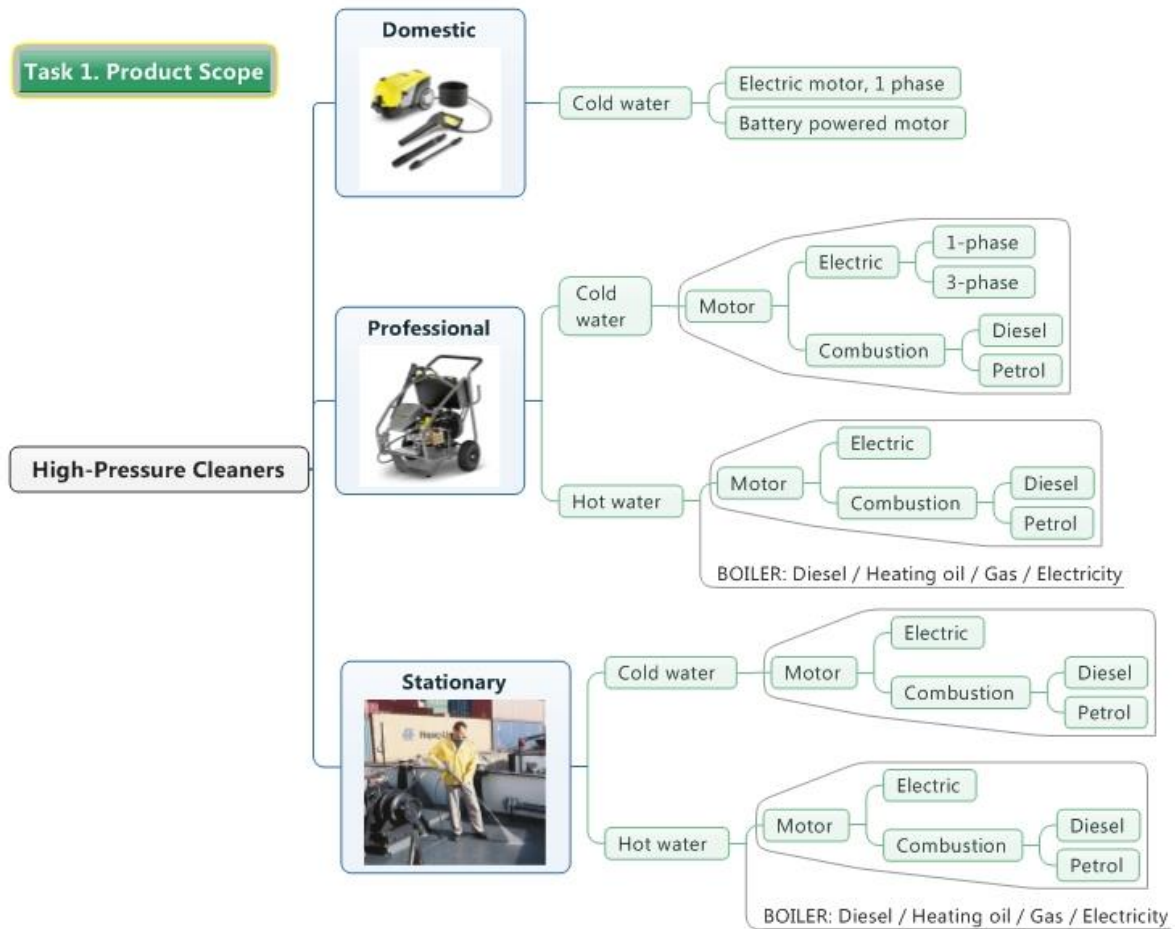 Task 1. Product Scope
High-Pressure Cleaners
Domestic
Cold water
Electric motor, 1 phase
Battery powered motor
Professional
Cold
water
Motor
Electric
1-phase
3-phase
Combustion
Diesel
Petrol
Hot water
Motor
Electric
Combustion
Diesel
Petrol
BOILER: Diesel / Heating oil / Gas / Electricity
Stationary
Cold water
Motor
Electric
Combustion
Diesel
Petrol
Hot water
Motor
Electric
Combustion
Diesel
Petrol
BOILER: Diesel / Heating oil / Gas / Electricity